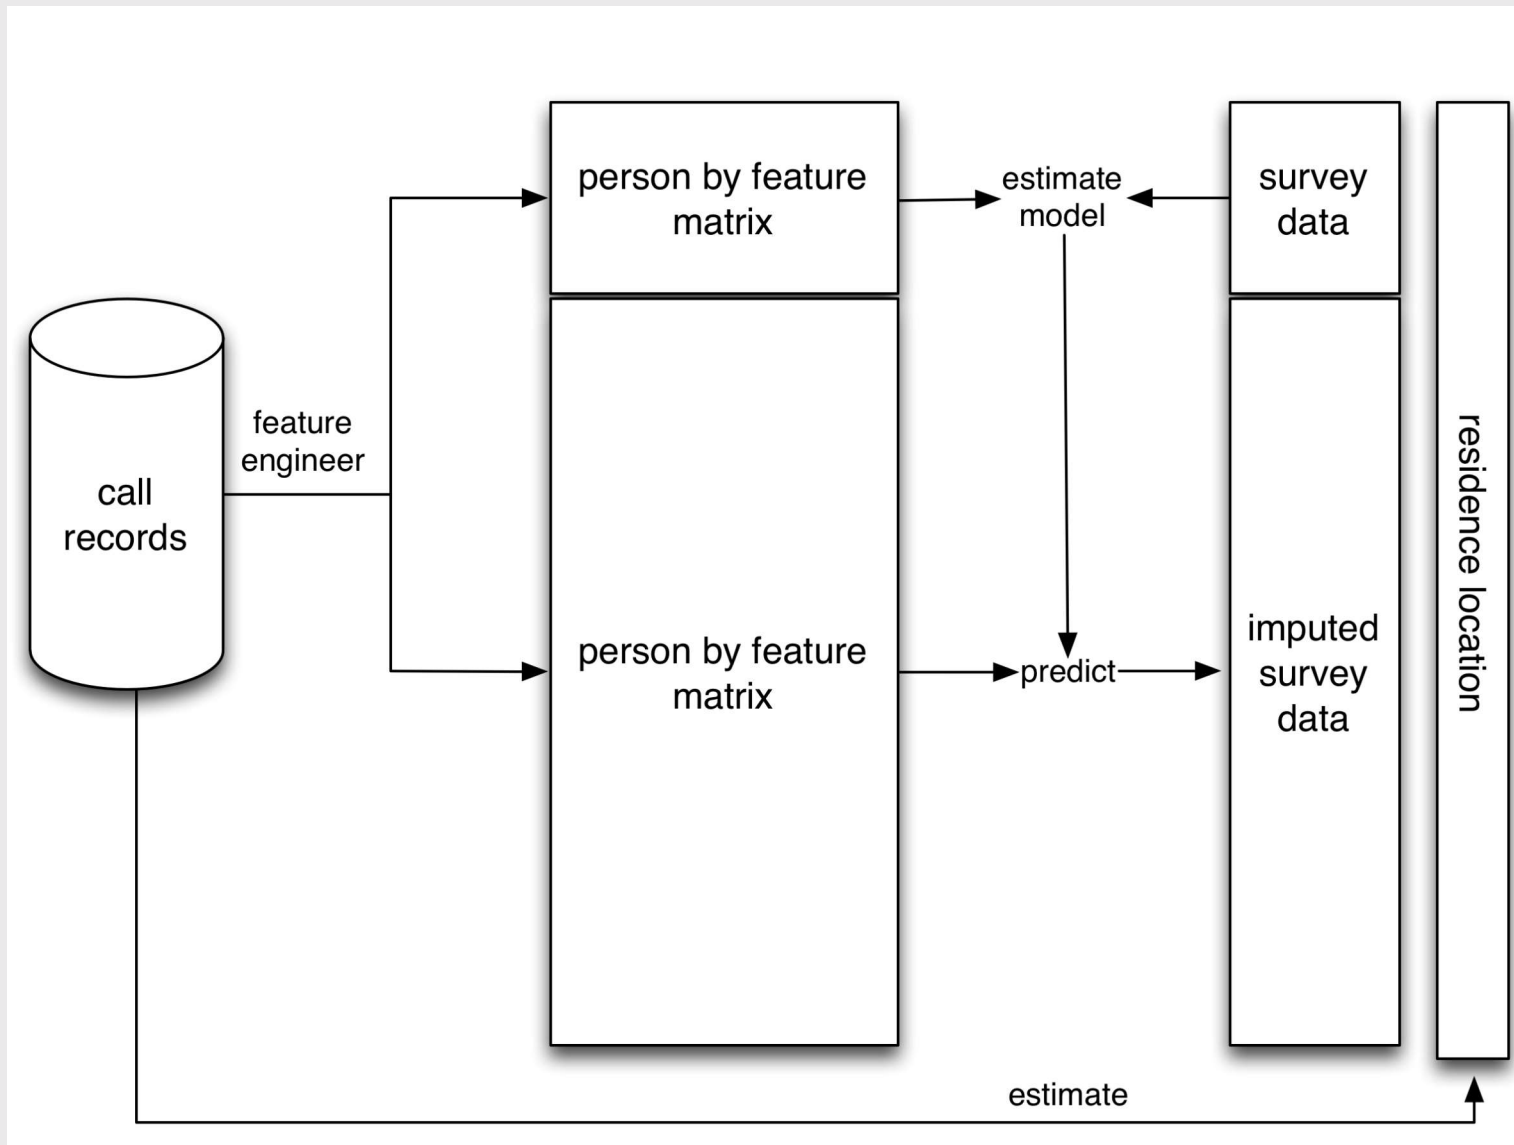 person by feature
matrix
estimate
model
survey
data
feature
engineer
call
records
person by feature
matrix
predict
imputed
survey
data
residence location
estimate